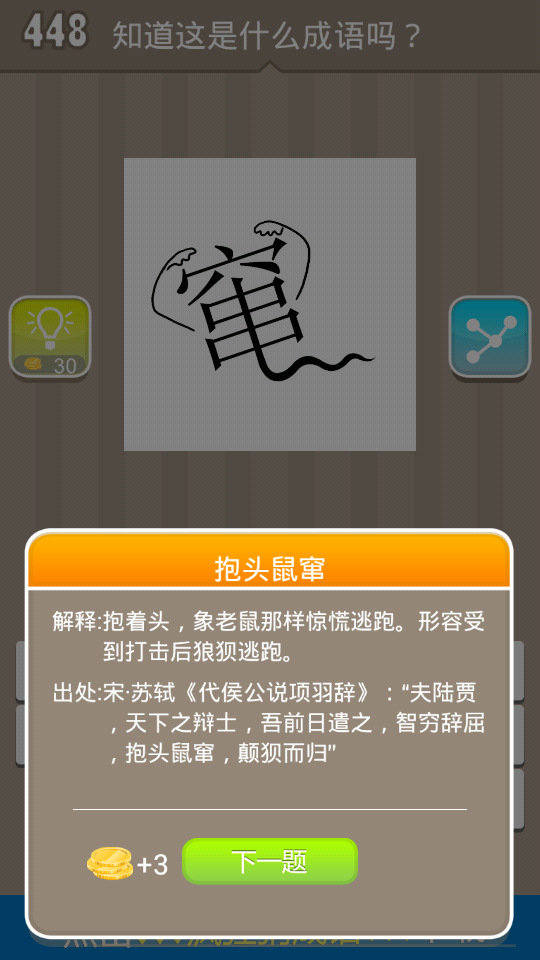 448 知道这是什么成语吗？
窜
30
抱头鼠窜
解释:抱着头，象老鼠那样惊慌逃跑。形容受
到打击后狼狈逃跑。
出处:宋·苏轼《代侯公说项羽辞》：“夫陆贾
，天下之辩士，吾前日遣之，智穷辞屈
，抱头鼠窜，颠狈而归”
+3 下一题